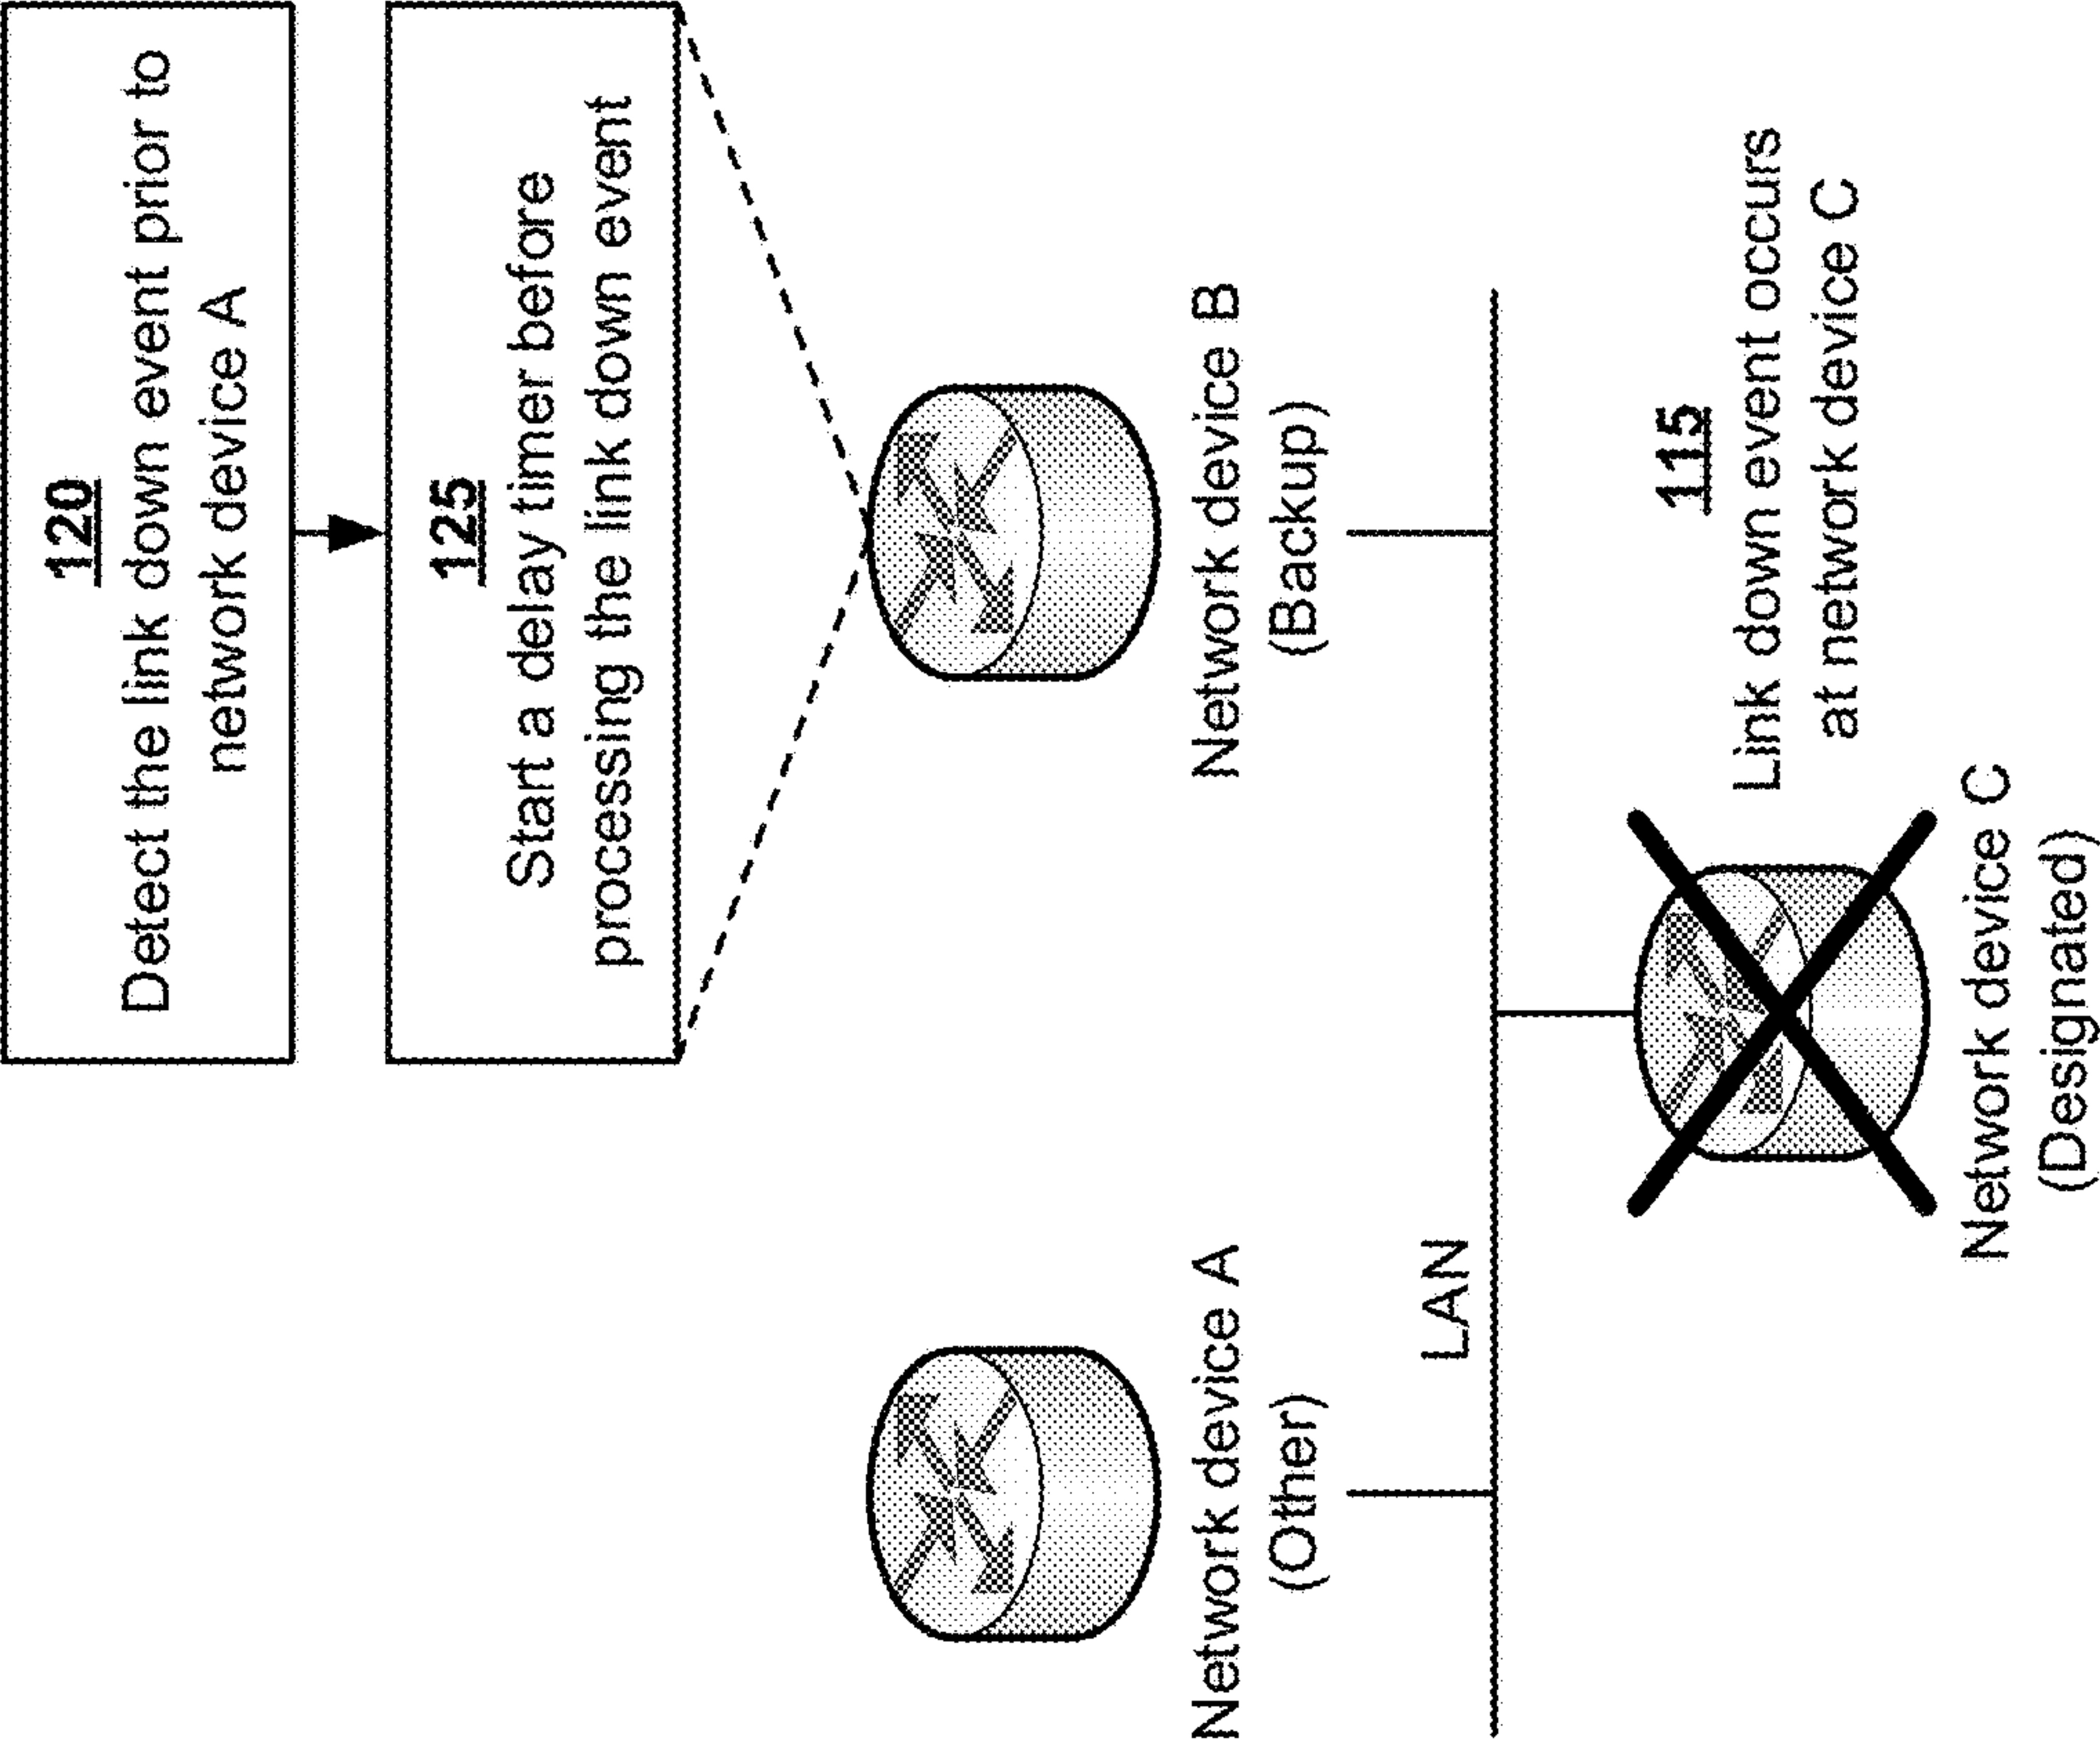 120
Detect the link down event prior to
network device A
125
Start a delay timer before
processing the link down event
Network device A
(Other)
Network device B
(Backup)
LAN
115
Link down event occurs
at network device C
Network device C
(Designated)